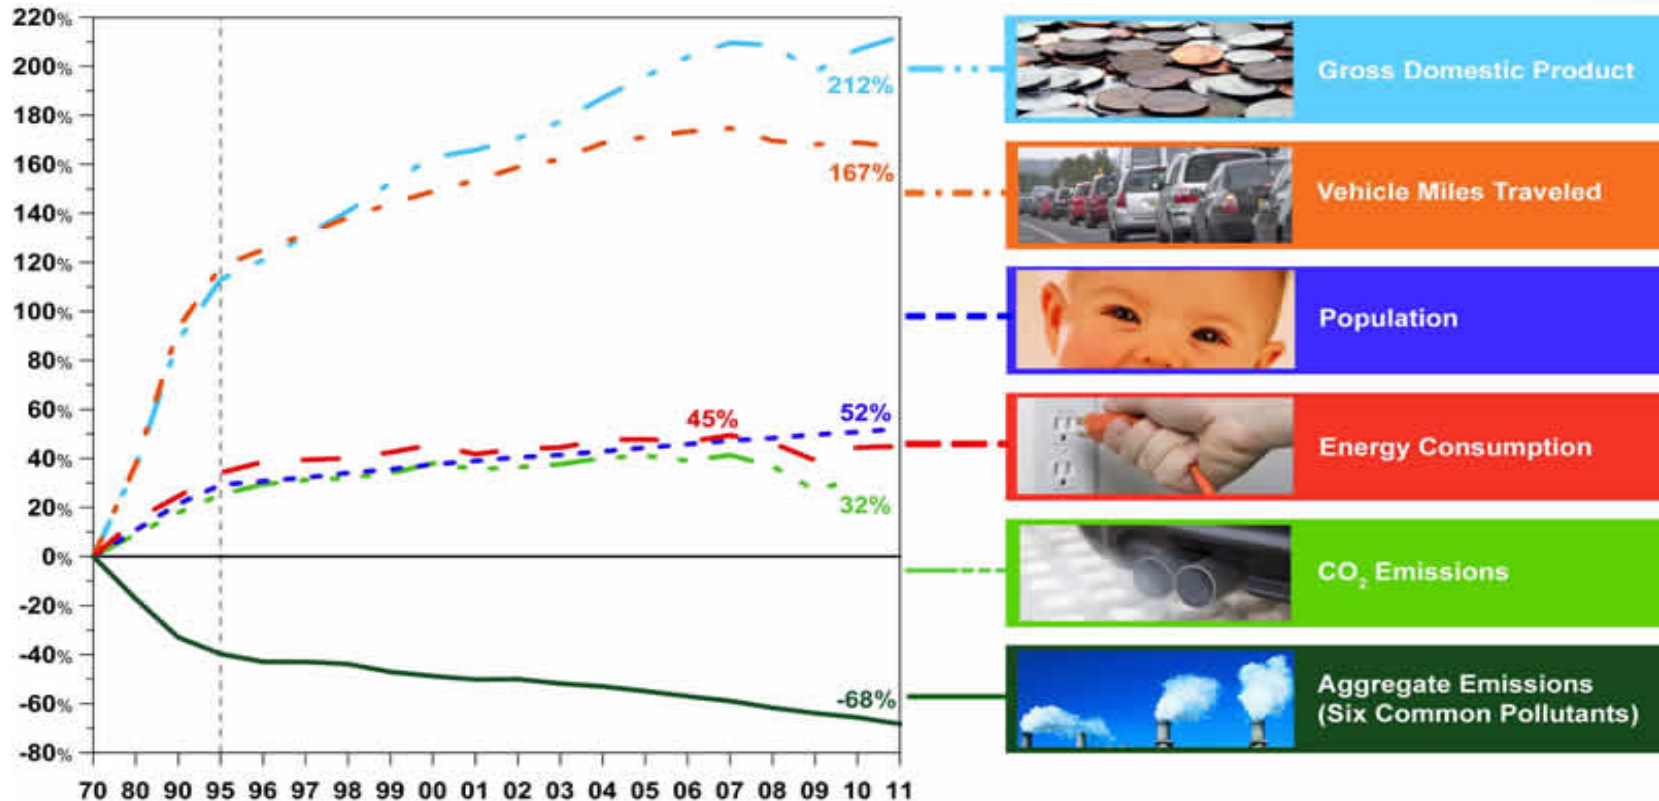 220%
200%
180%
160%
140%
120%
100%
80%
60%
40%
20%
0%
-20%
-40%
-60%
-80%
70 80 90 95 96 97 98 99 00 01 02 03 04 05 06 07 08 09 10 11
212%
167%
45%
52%
32%
-68%
Gross Domestic Product
Vehicle Miles Traveled
Population
Energy Consumption
CO₂ Emissions
Aggregate Emissions
(Six Common Pollutants)